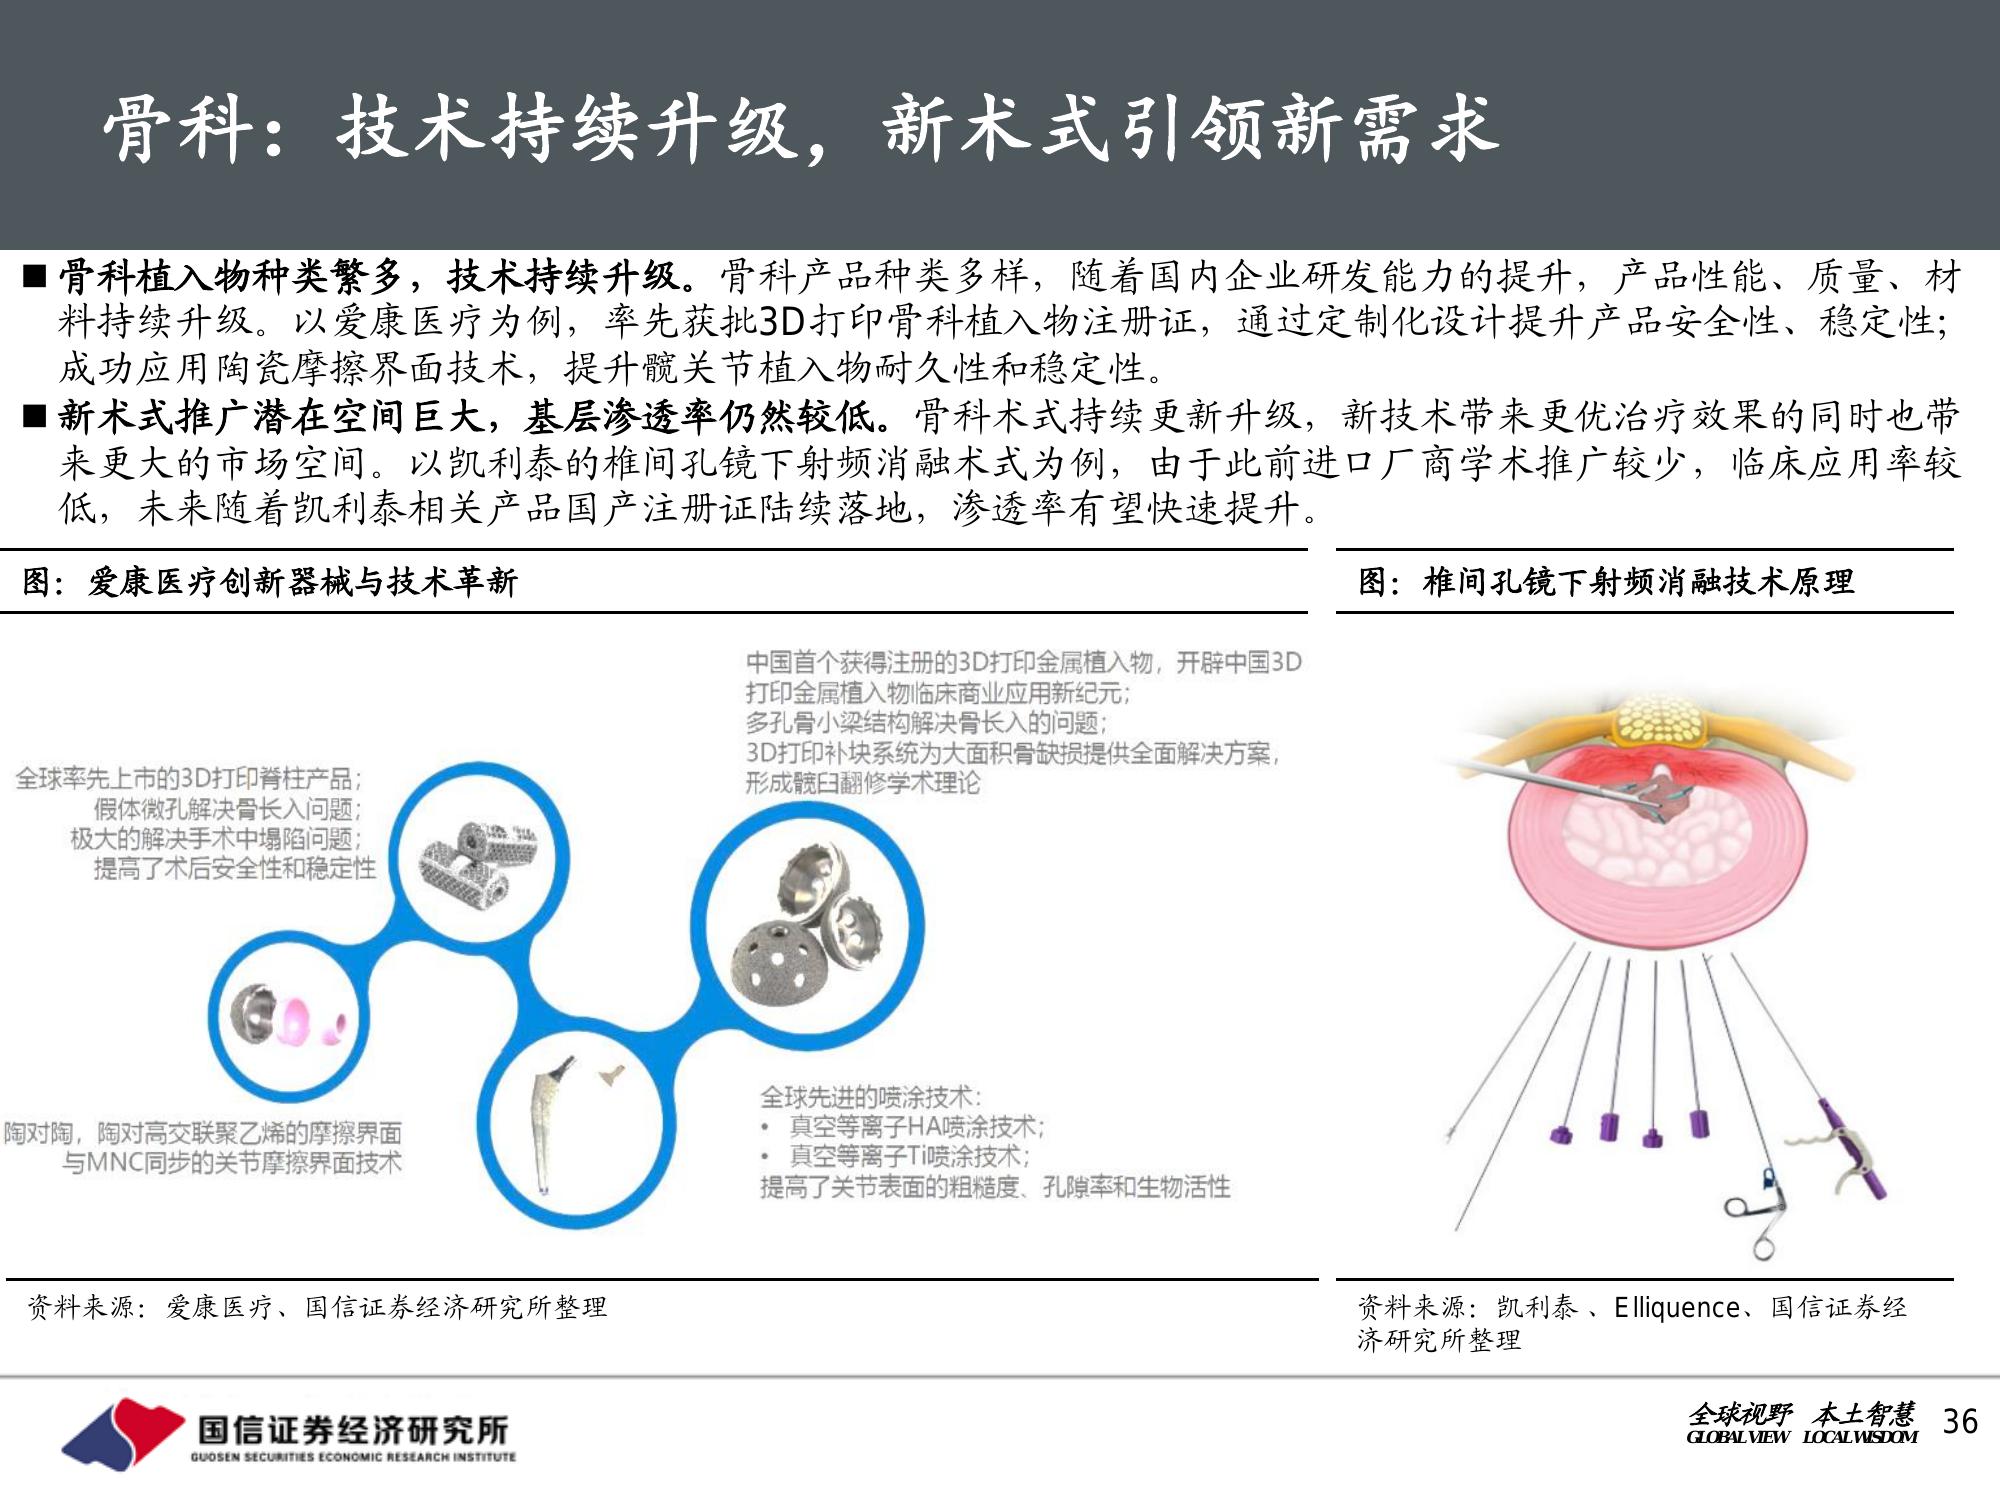 骨科：技术持续升级，新术式引领新需求
■骨科植入物种类繁多，技术持续升级。骨科产品种类多样，随着国内企业研发能力的提升，产品性能、质量、材
料持续升级。以爱康医疗为例，率先获批3D打印骨科植入物注册证，通过定制化设计提升产品安全性、稳定性；
成功应用陶瓷摩擦界面技术，提升髋关节植入物耐久性和稳定性。
■新术式推广潜在空间巨大，基层渗透率仍然较低。骨科术式持续更新升级，新技术带来更优治疗效果的同时也带
来更大的市场空间。以凯利泰的椎间孔镜下射频消融术式为例，由于此前进口厂商学术推广较少，临床应用率较
低，未来随着凯利泰相关产品国产注册证陆续落地，渗透率有望快速提升。
图：爱康医疗创新器械与技术革新
中国首个获得注册的3D打印金属植入物，开辟中国3D
打印金属植入物临床商业应用新纪元；
多孔骨小梁结构解决骨长入的问题；
3D打印补块系统为大面积骨缺损提供全面解决方案，
形成髋臼翻修学术理论
全球率先上市的3D打印脊柱产品；
假体微孔解决骨长入问题；
极大的解决手术中塌陷问题；
提高了术后安全性和稳定性
陶对陶，陶对高交联聚乙烯的摩擦界面
与MNC同步的关节摩擦界面技术
全球先进的喷涂技术：
• 真空等离子HA喷涂技术；
• 真空等离子Ti喷涂技术；
提高了关节表面的粗糙度、孔隙率和生物活性
资料来源：爱康医疗、国信证券经济研究所整理
图：椎间孔镜下射频消融技术原理
资料来源：凯利泰、Elliquence、国信证券经
济研究所整理
国信证券经济研究所
GUOSEN SECURITIES ECONOMIC RESEARCH INSTITUTE
全球视野 本土智慧
GLOBAL VIEW LOCAL WISDOM
36